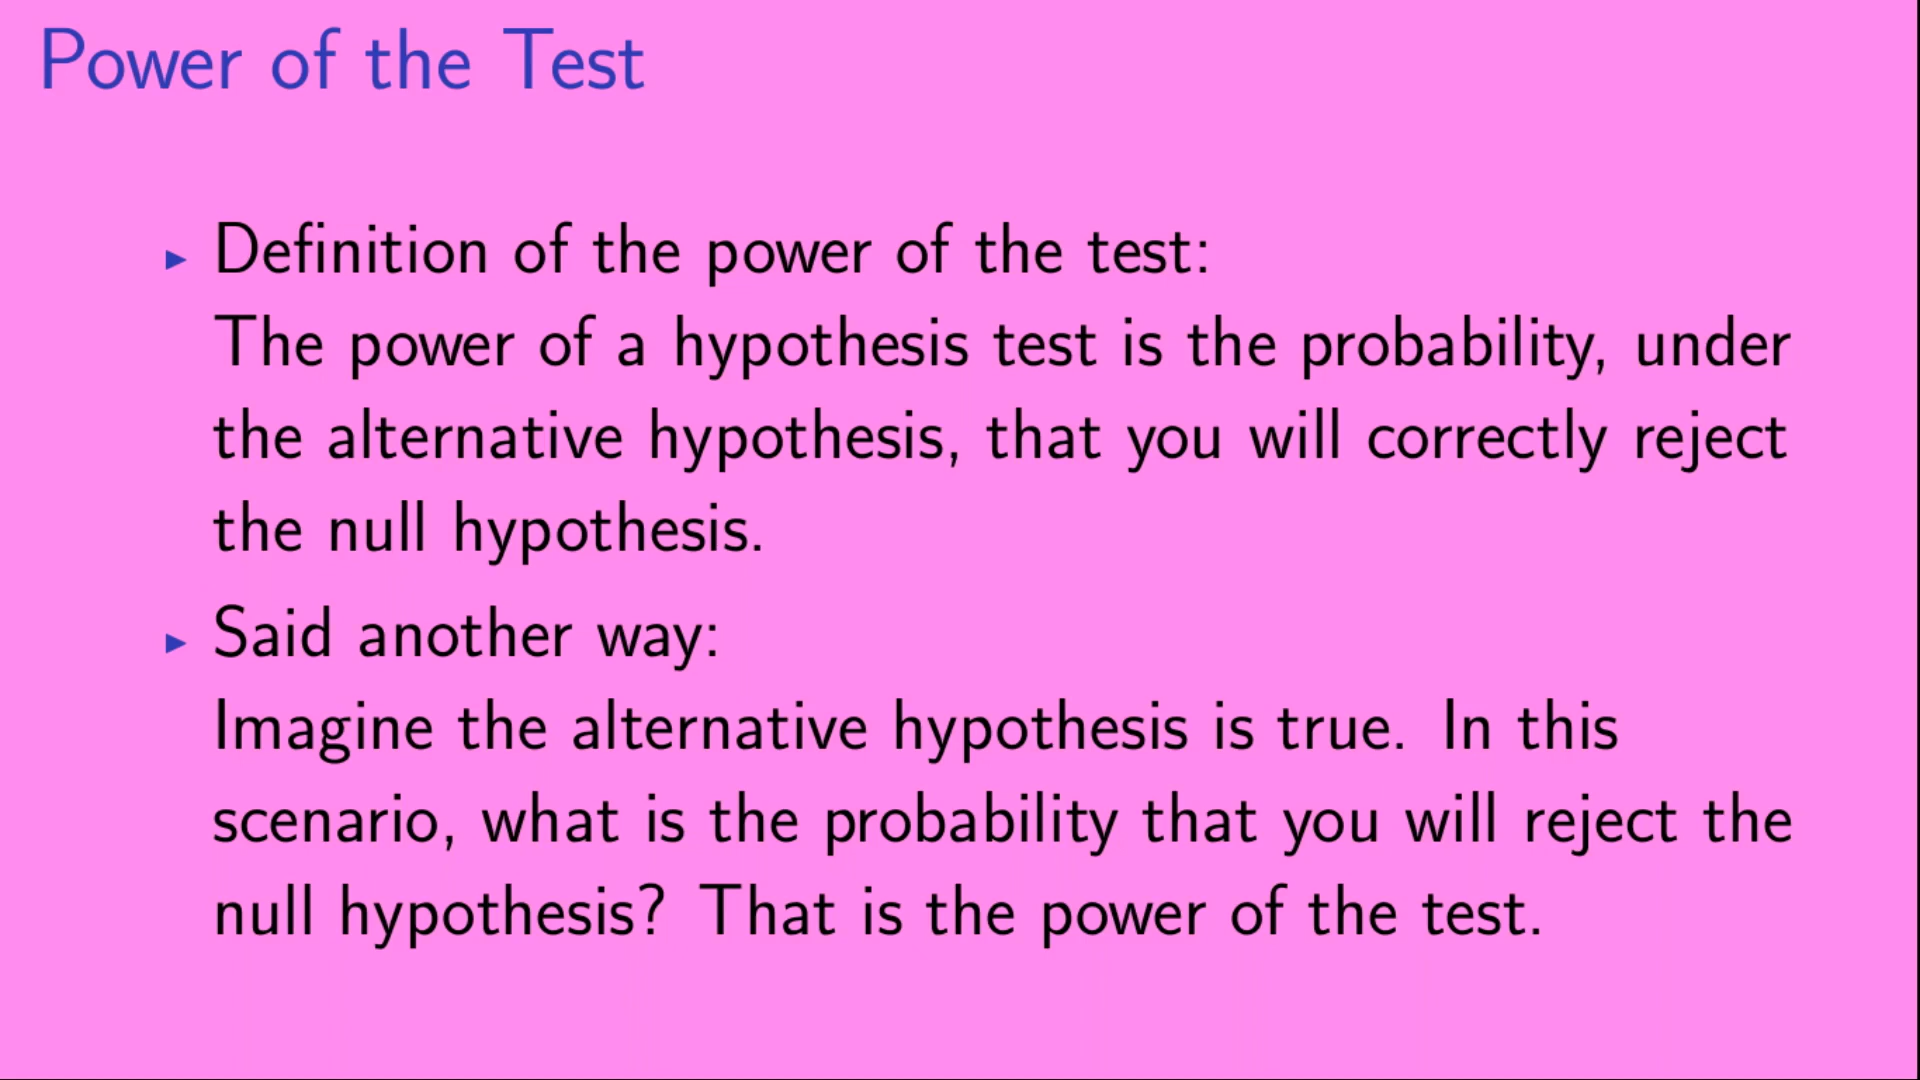 Power of the Test
▸ Definition of the power of the test:
The power of a hypothesis test is the probability, under
the alternative hypothesis, that you will correctly reject
the null hypothesis.
▸ Said another way:
Imagine the alternative hypothesis is true. In this
scenario, what is the probability that you will reject the
null hypothesis? That is the power of the test.